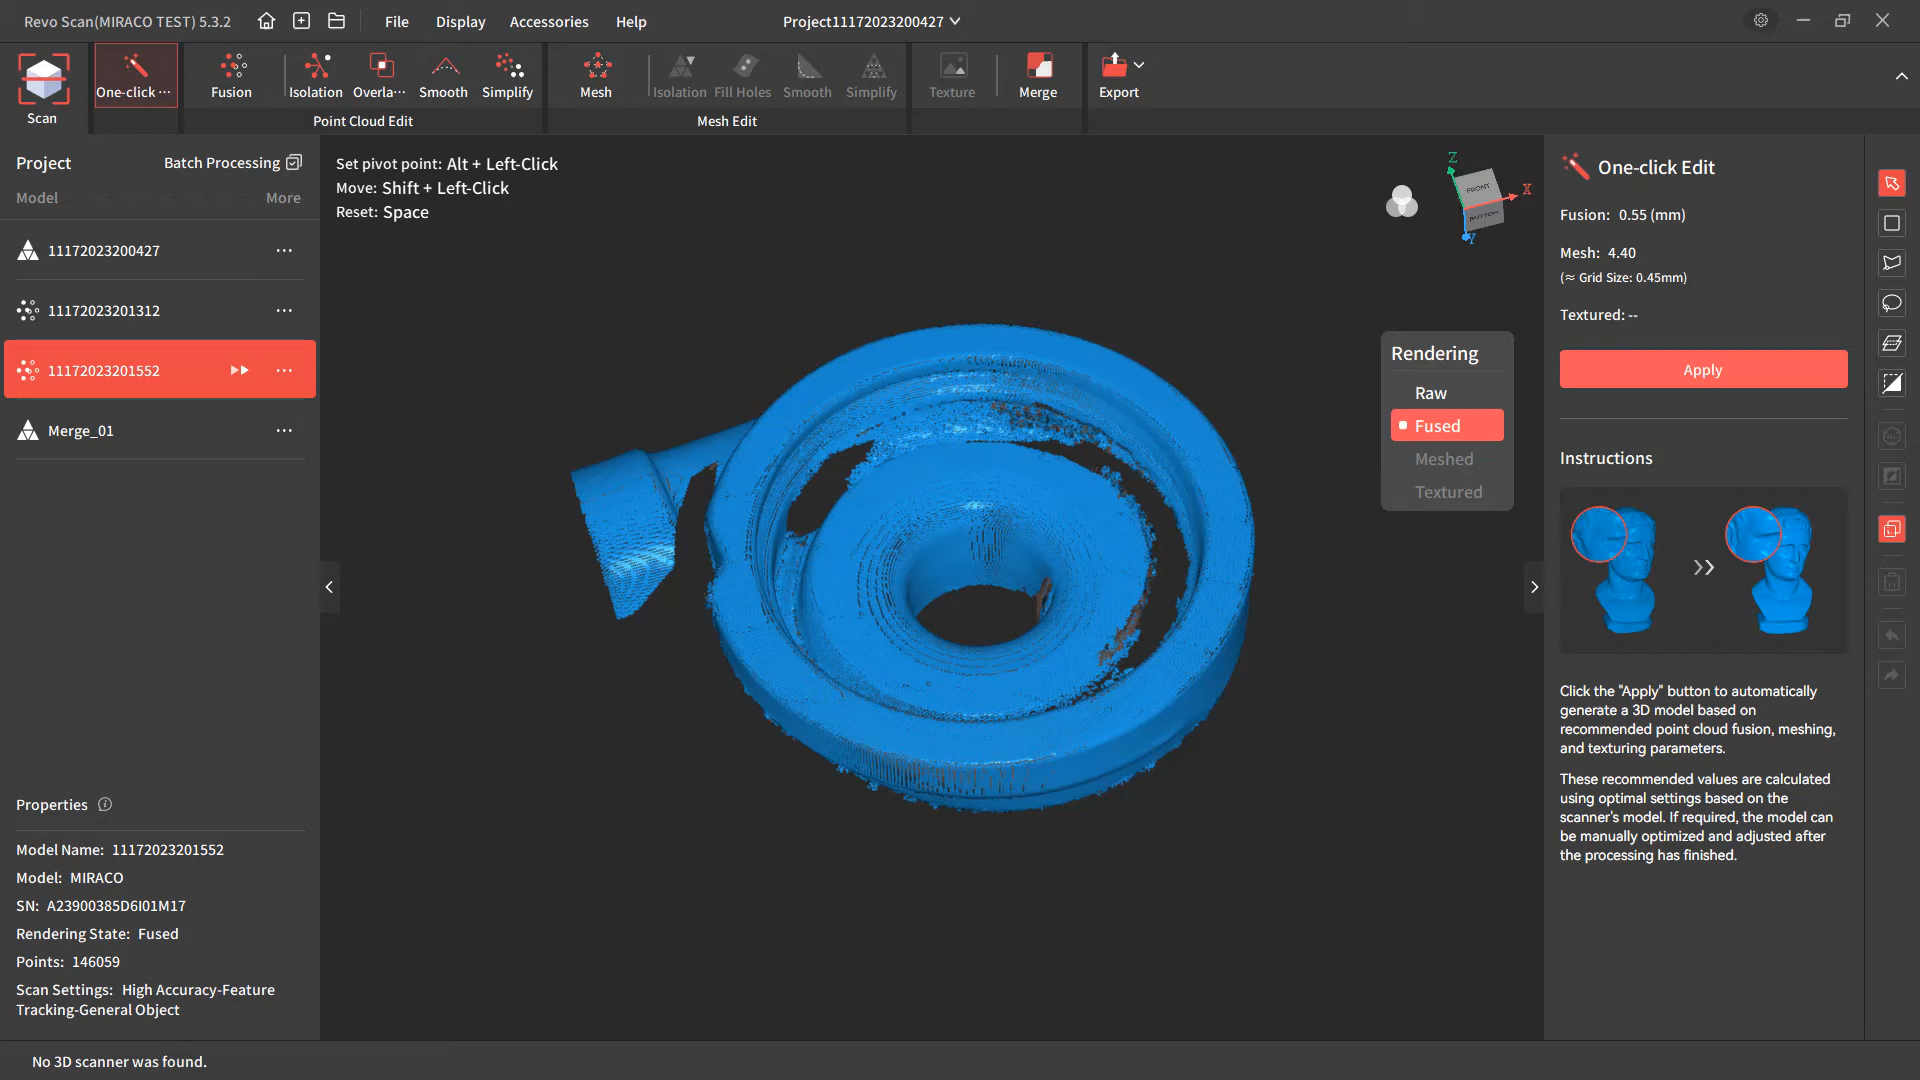 Revo Scan(MIRACO TEST) 5.3.2
File
Display
Accessories
Help
Project11172023200427
Scan
One-click ···
Fusion
Isolation
Overla···
Smooth
Simplify
Point Cloud Edit
Mesh
Isolation
Fill Holes
Smooth
Simplify
Mesh Edit
Texture
Merge
Export
Project
Batch Processing
Model
More
11172023200427
11172023201312
11172023201552
Merge_01
Properties
Model Name: 11172023201552
Model: MIRACO
SN: A23900385D6I01M17
Rendering State: Fused
Points: 146059
Scan Settings: High Accuracy-Feature
Tracking-General Object
No 3D scanner was found.
Set pivot point: Alt + Left-Click
Move: Shift + Left-Click
Reset: Space
Z
X
Y
FRONT
BOTTOM
Rendering
Raw
Fused
Meshed
Textured
One-click Edit
Fusion: 0.55 (mm)
Mesh: 4.40
(≈ Grid Size: 0.45mm)
Textured: --
Apply
Instructions
Click the "Apply" button to automatically
generate a 3D model based on
recommended point cloud fusion, meshing,
and texturing parameters.
These recommended values are calculated
using optimal settings based on the
scanner's model. If required, the model can
be manually optimized and adjusted after
the processing has finished.